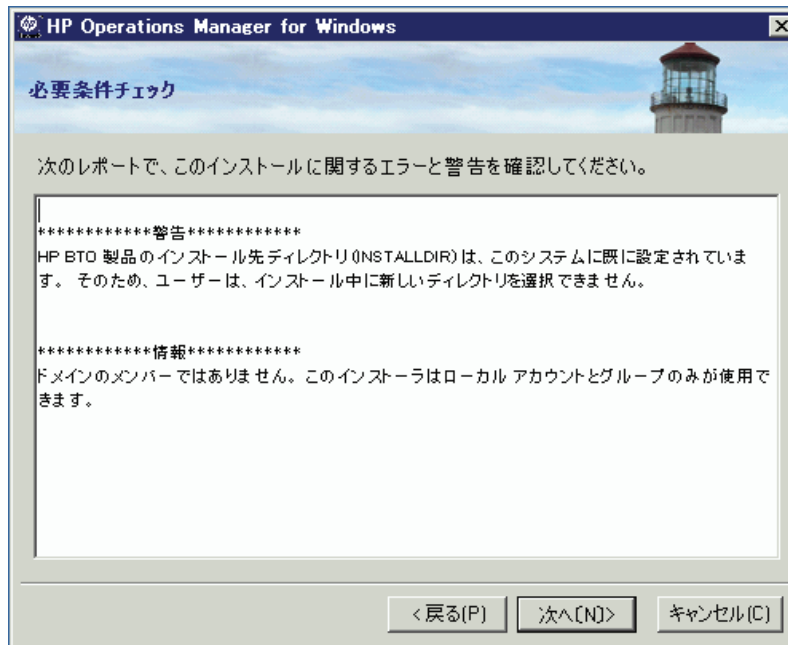 HP Operations Manager for Windows
必要条件チェック
次のレポートで、このインストールに関するエラーと警告を確認してください。
************警告************
HP BTO 製品のインストール先ディレクトリ(INSTALLDIR)は、このシステムに既に設定されていま
す。 そのため、ユーザーは、インストール中に新しいディレクトリを選択できません。
************情報************
ドメインのメンバーではありません。このインストーラはローカル アカウントとグループのみが使用で
きます。
<戻る(P) 次へ[N]> キャンセル(C)